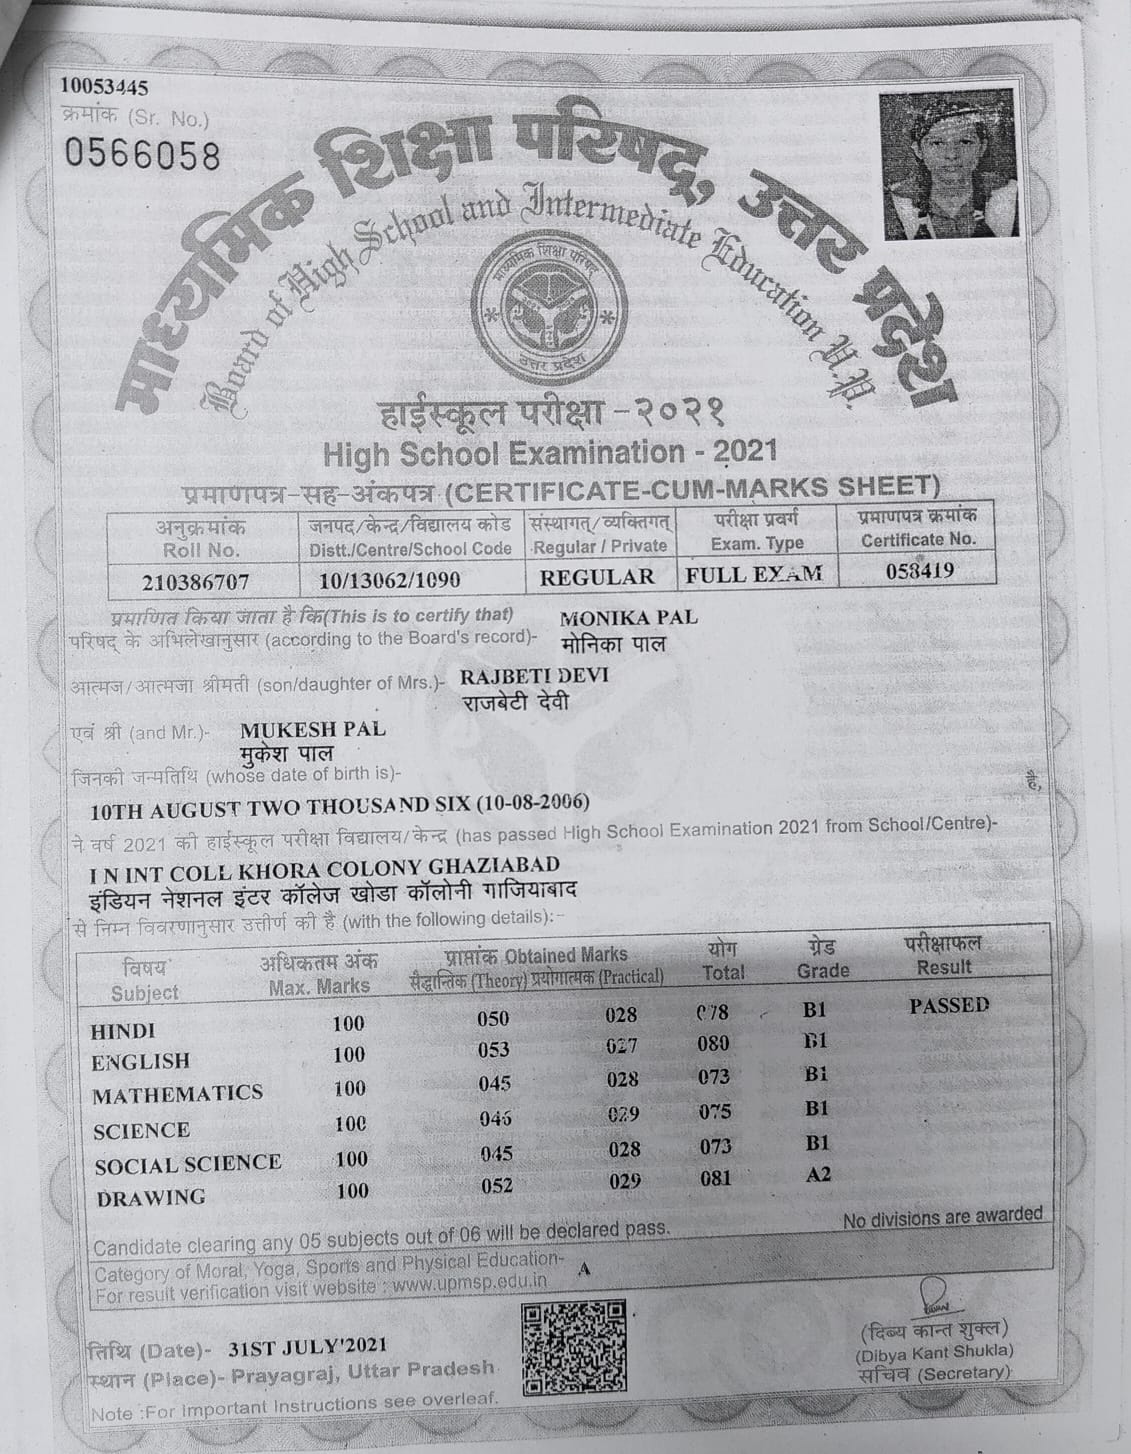 10053445
क्रमांक (Sr. No.)
0566058
माध्यमिक शिक्षा परिषद्, उत्तर प्रदेश
Board of High School and Intermediate Education U.P.
माध्यमिक शिक्षा परिषद
उत्तर प्रदेश
हाईस्कूल परीक्षा -२०२१
High School Examination - 2021
प्रमाणपत्र-सह-अंकपत्र (CERTIFICATE-CUM-MARKS SHEET)
अनुक्रमांक जनपद/केन्द्र/विद्यालय कोड संस्थागत/व्यक्तिगत परीक्षा प्रवर्ग प्रमाणपत्र क्रमांक
Roll No. Distt./Centre/School Code Regular / Private Exam. Type Certificate No.
210386707 10/13062/1090 REGULAR FULL EXAM 058419
प्रमाणित किया जाता है कि(This is to certify that) MONIKA PAL
परिषद् के अभिलेखानुसार (according to the Board's record)- मोनिका पाल
आत्मज/आत्मजा श्रीमती (son/daughter of Mrs.)- RAJBETI DEVI
राजबेटी देवी
एवं श्री (and Mr.)- MUKESH PAL
मुकेश पाल
जिनकी जन्मतिथि (whose date of birth is)- है,
10TH AUGUST TWO THOUSAND SIX (10-08-2006)
ने वर्ष 2021 की हाईस्कूल परीक्षा विद्यालय/केन्द्र (has passed High School Examination 2021 from School/Centre)-
I N INT COLL KHORA COLONY GHAZIABAD
इंडियन नेशनल इंटर कॉलेज खोडा कॉलोनी गाजियाबाद
से निम्न विवरणानुसार उत्तीर्ण की है (with the following details):-
विषय अधिकतम अंक प्राप्तांक Obtained Marks योग ग्रेड परीक्षाफल
Subject Max. Marks सैद्धान्तिक (Theory) प्रयोगात्मक (Practical) Total Grade Result
HINDI 100 050 028 078 B1 PASSED
ENGLISH 100 053 027 080 B1
MATHEMATICS 100 045 028 073 B1
SCIENCE 100 046 029 075 B1
SOCIAL SCIENCE 100 045 028 073 B1
DRAWING 100 052 029 081 A2
Candidate clearing any 05 subjects out of 06 will be declared pass. No divisions are awarded
Category of Moral, Yoga, Sports and Physical Education- A
For result verification visit website : www.upmsp.edu.in
तिथि (Date)- 31ST JULY'2021
स्थान (Place)- Prayagraj, Uttar Pradesh
Note :For Important Instructions see overleaf.
(दिब्य कान्त शुक्ल)
(Dibya Kant Shukla)
सचिव (Secretary)